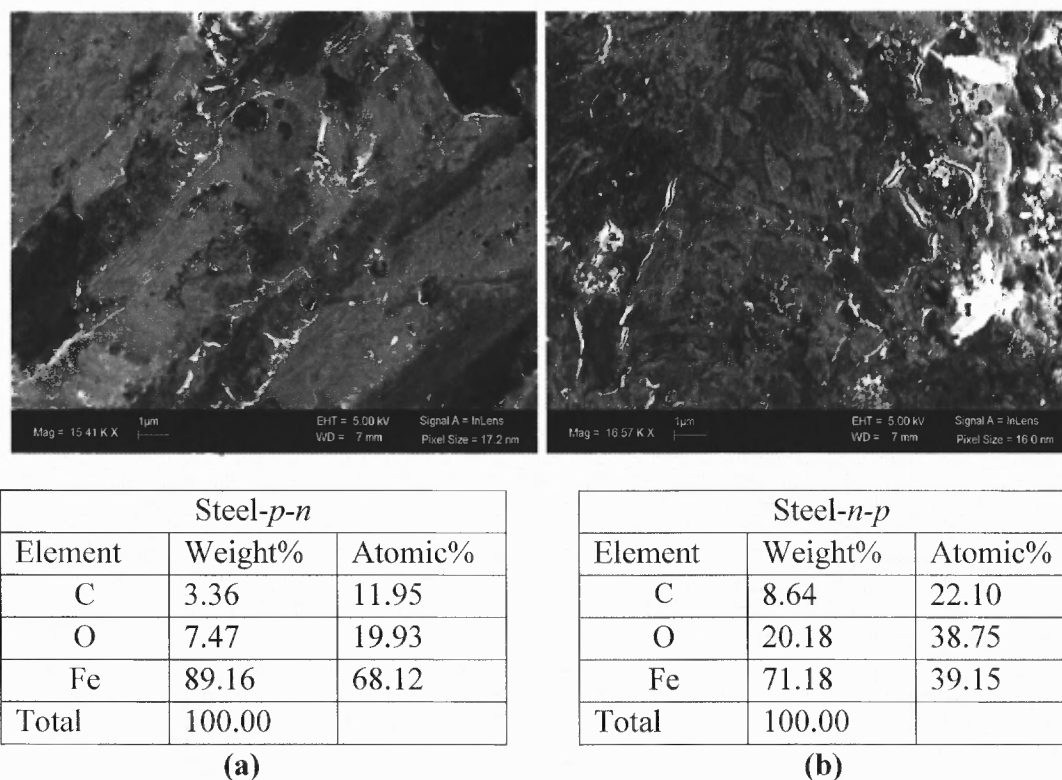 Mag = 15.41 K X
1µm
EHT = 5.00 kV
WD = 7 mm
Signal A = InLens
Pixel Size = 17.2 nm
Mag = 16.57 K X
1µm
EHT = 5.00 kV
WD = 7 mm
Signal A = InLens
Pixel Size = 16.0 nm
Steel-p-n
Element Weight% Atomic%
C 3.36 11.95
O 7.47 19.93
Fe 89.16 68.12
Total 100.00
(a)
Steel-n-p
Element Weight% Atomic%
C 8.64 22.10
O 20.18 38.75
Fe 71.18 39.15
Total 100.00
(b)